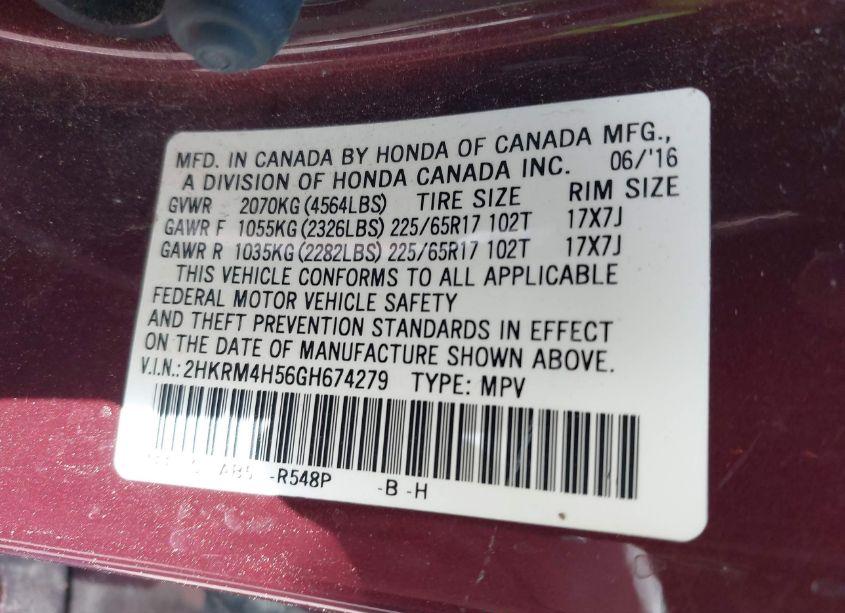 MFD. IN CANADA BY HONDA OF CANADA MFG.,
A DIVISION OF HONDA CANADA INC. 06/'16
GVWR 2070KG (4564LBS) TIRE SIZE RIM SIZE
GAWR F 1055KG (2326LBS) 225/65R17 102T 17X7J
GAWR R 1035KG (2282LBS) 225/65R17 102T 17X7J
THIS VEHICLE CONFORMS TO ALL APPLICABLE
FEDERAL MOTOR VEHICLE SAFETY
AND THEFT PREVENTION STANDARDS IN EFFECT
ON THE DATE OF MANUFACTURE SHOWN ABOVE.
V.I.N.: 2HKRM4H56GH674279 TYPE: MPV
-R548P -B -H